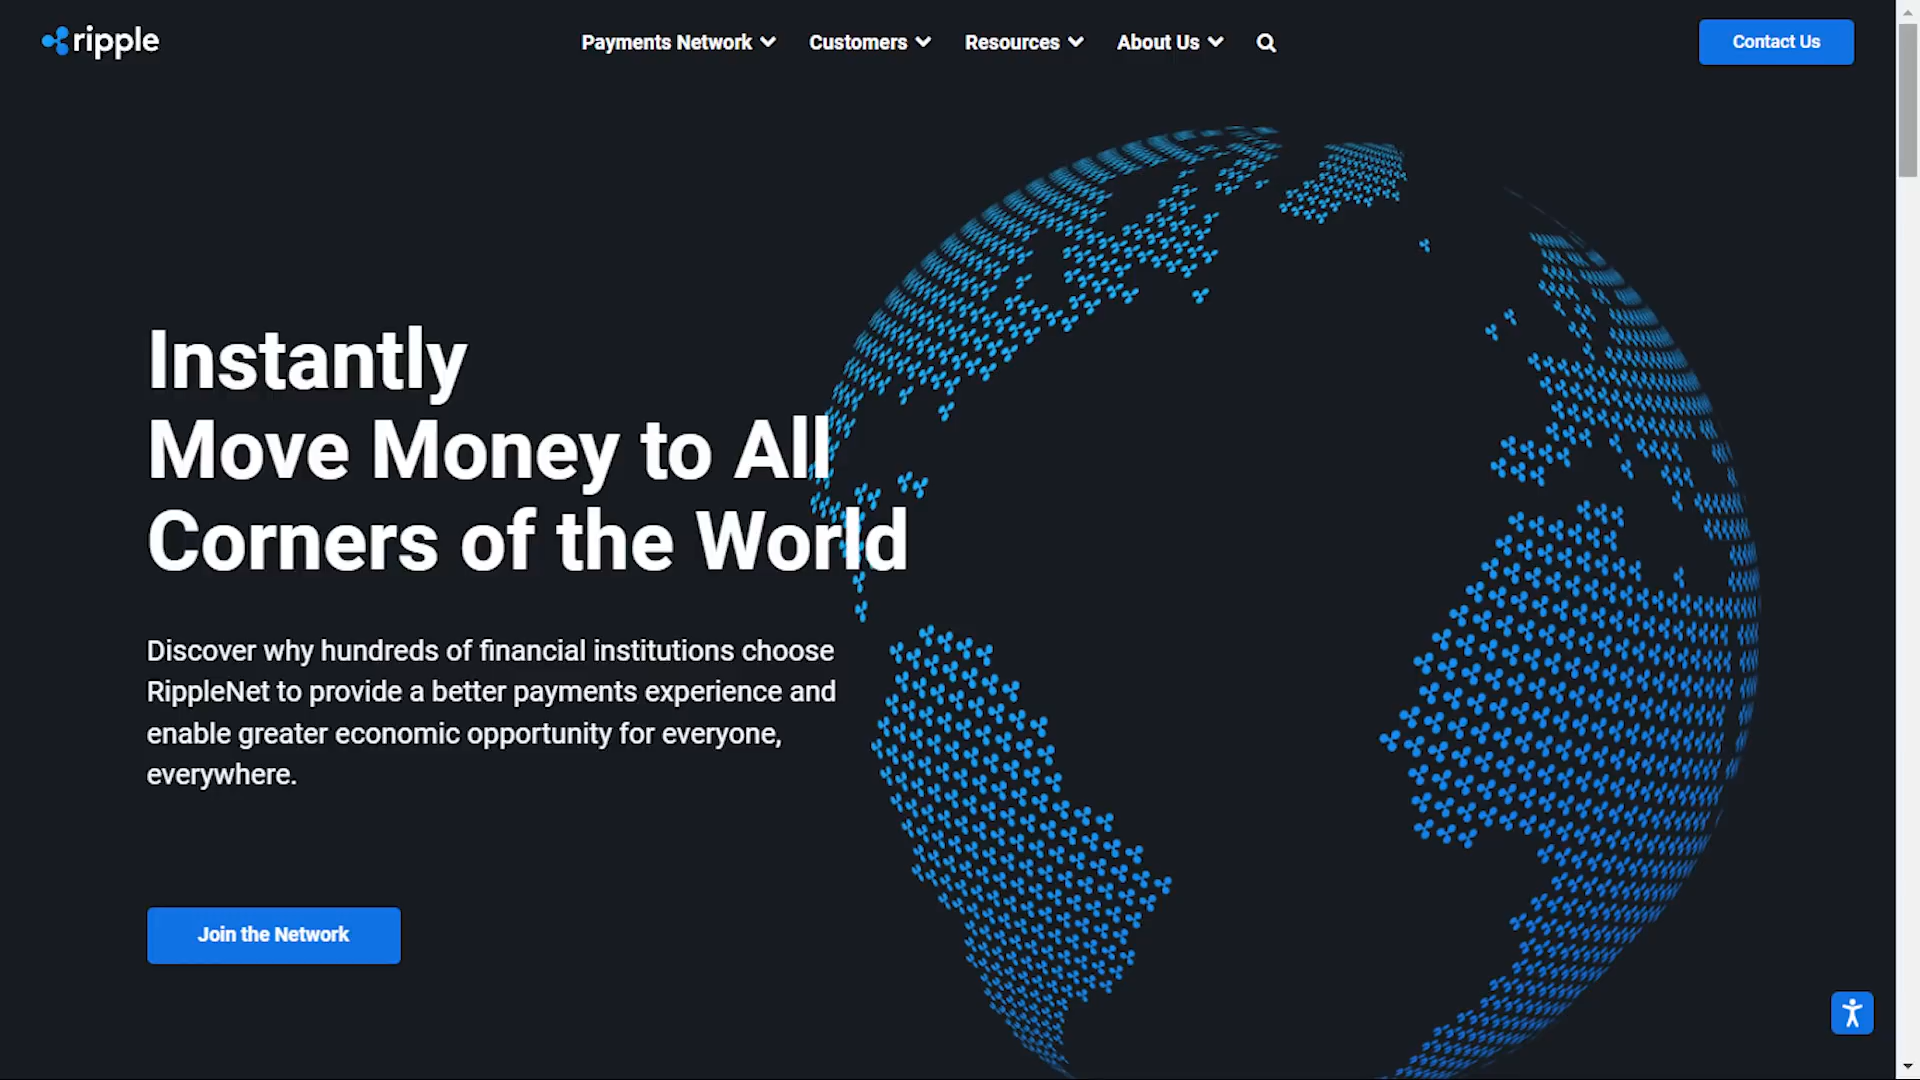 ripple
Payments Network
Customers
Resources
About Us
Contact Us
Instantly
Move Money to All
Corners of the World
Discover why hundreds of financial institutions choose
RippleNet to provide a better payments experience and
enable greater economic opportunity for everyone,
everywhere.
Join the Network